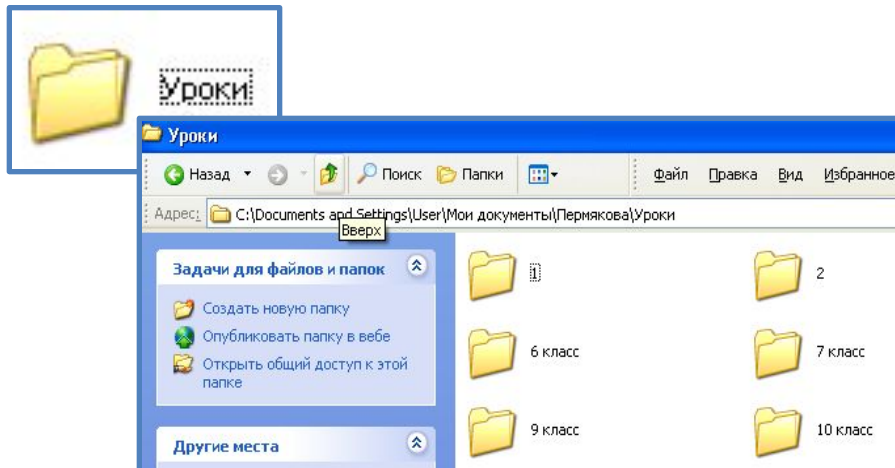 Уроки
Уроки
Назад Поиск Папки Файл Правка Вид Избранное
Адрес: C:\Documents and Settings\User\Мои документы\Пермякова\Уроки
Вверх
Задачи для файлов и папок
Создать новую папку
Опубликовать папку в вебе
Открыть общий доступ к этой
папке
Другие места
1 2
6 класс 7 класс
9 класс 10 класс